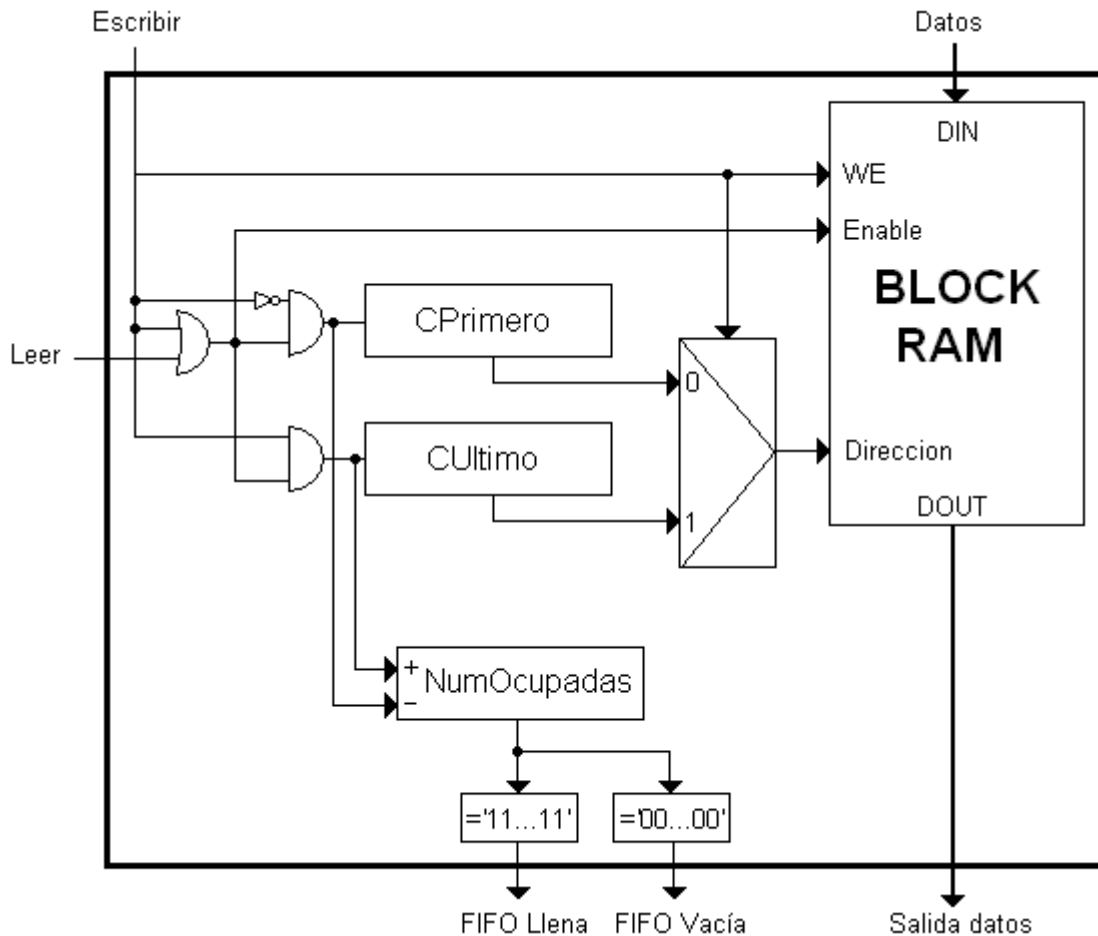 Escribir
Datos
DIN
WE
Enable
BLOCK
RAM
CPrimero
Leer
0
CUltimo
Direccion
1
DOUT
+
NumOcupadas
−
='11...11'
='00...00'
FIFO Llena
FIFO Vacía
Salida datos